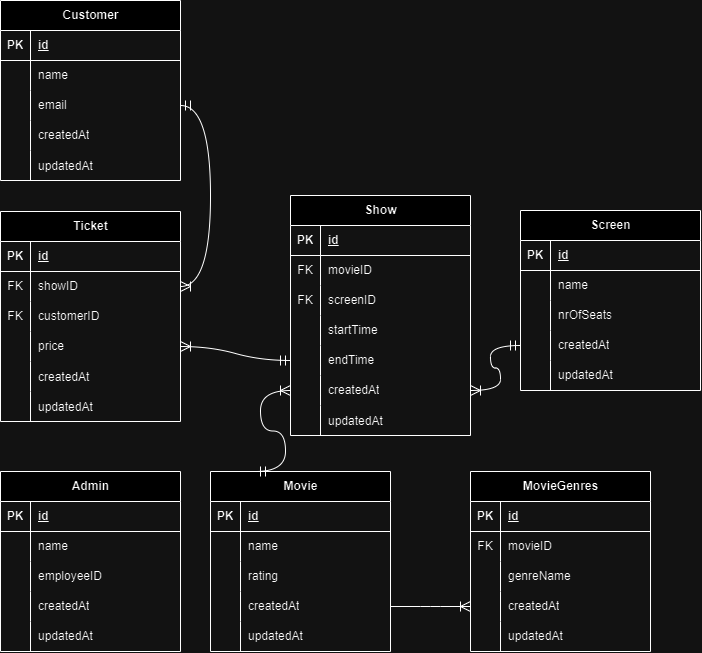 Customer
PK id
name
email
createdAt
updatedAt
Ticket
PK id
FK showID
FK customerID
price
createdAt
updatedAt
Show
PK id
FK movieID
FK screenID
startTime
endTime
createdAt
updatedAt
Screen
PK id
name
nrOfSeats
createdAt
updatedAt
Admin
PK id
name
employeeID
createdAt
updatedAt
Movie
PK id
name
rating
createdAt
updatedAt
MovieGenres
PK id
FK movieID
genreName
createdAt
updatedAt